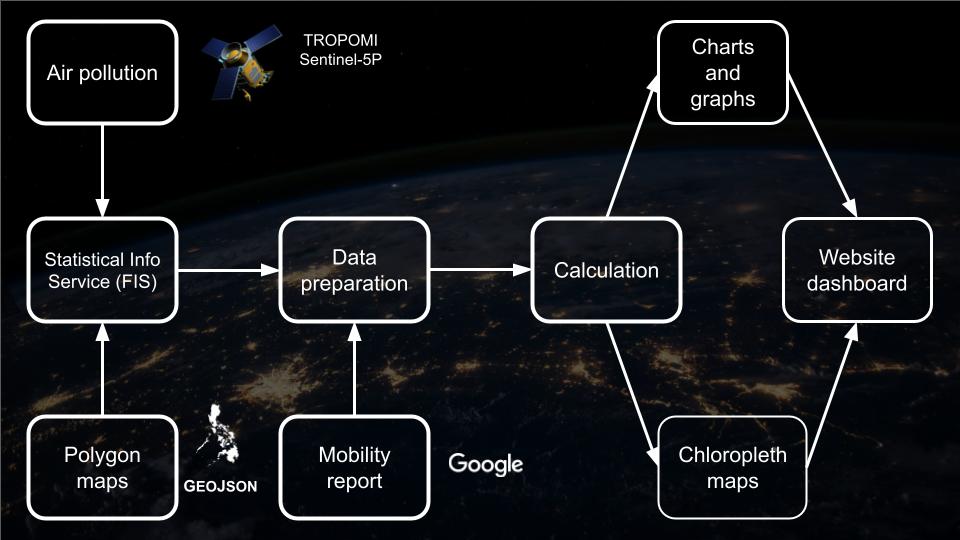 Air pollution
TROPOMI
Sentinel-5P
Charts
and
graphs
Statistical Info
Service (FIS)
Data
preparation
Calculation
Website
dashboard
Polygon
maps
GEOJSON
Mobility
report
Google
Chloropleth
maps